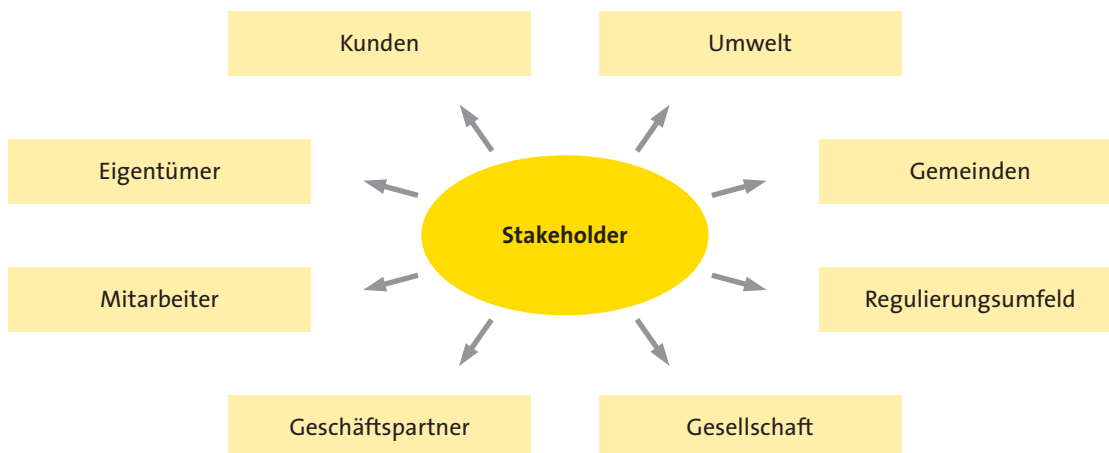 Kunden
Umwelt
Eigentümer
Gemeinden
Stakeholder
Mitarbeiter
Regulierungsumfeld
Geschäftspartner
Gesellschaft